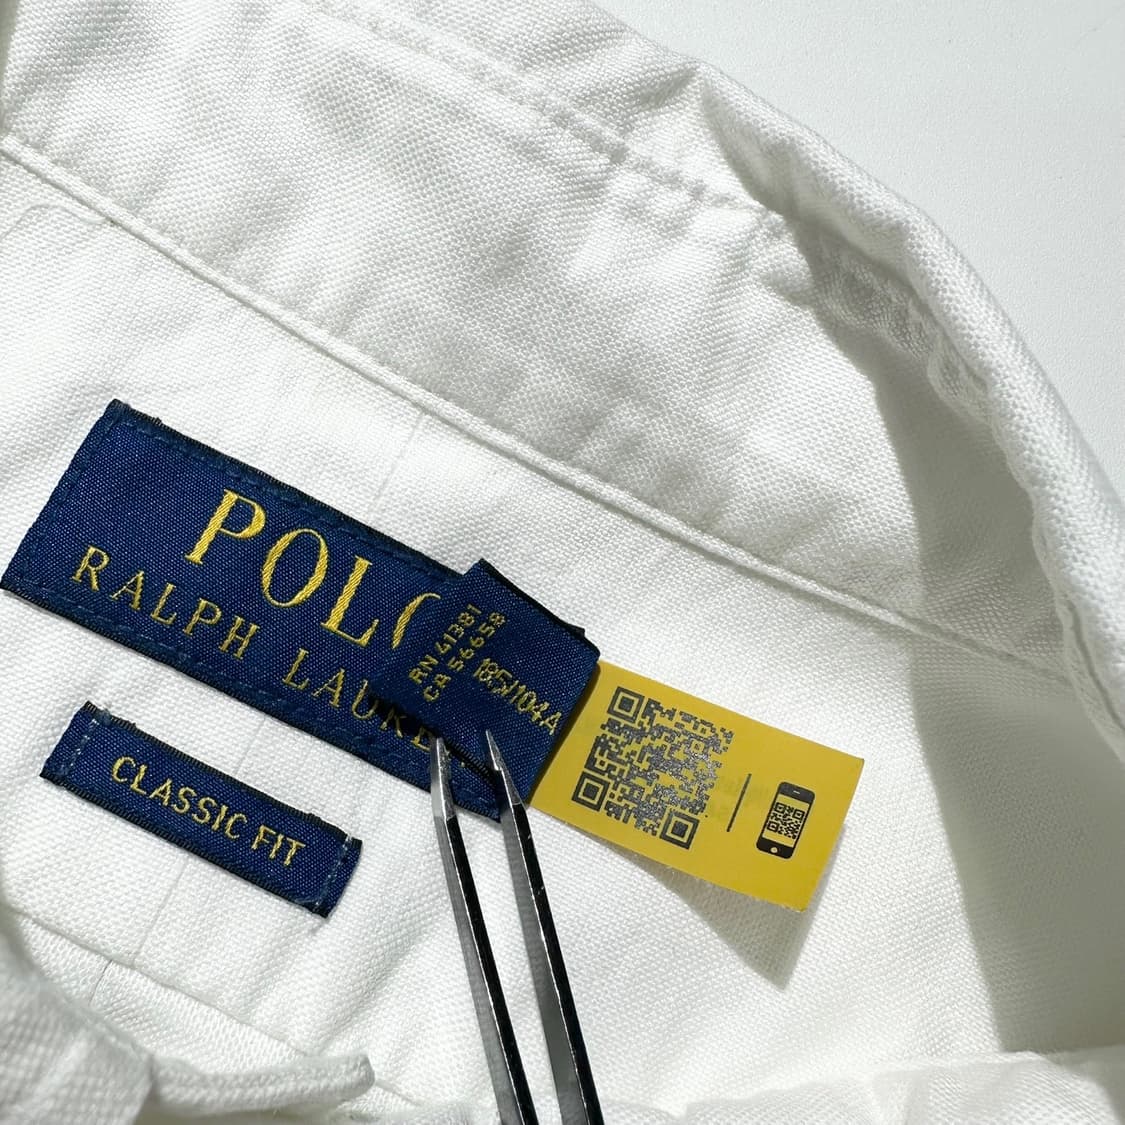 POLO
RALPH LAUREN
RN 41381
CA 56658
185/104A
CLASSIC FIT